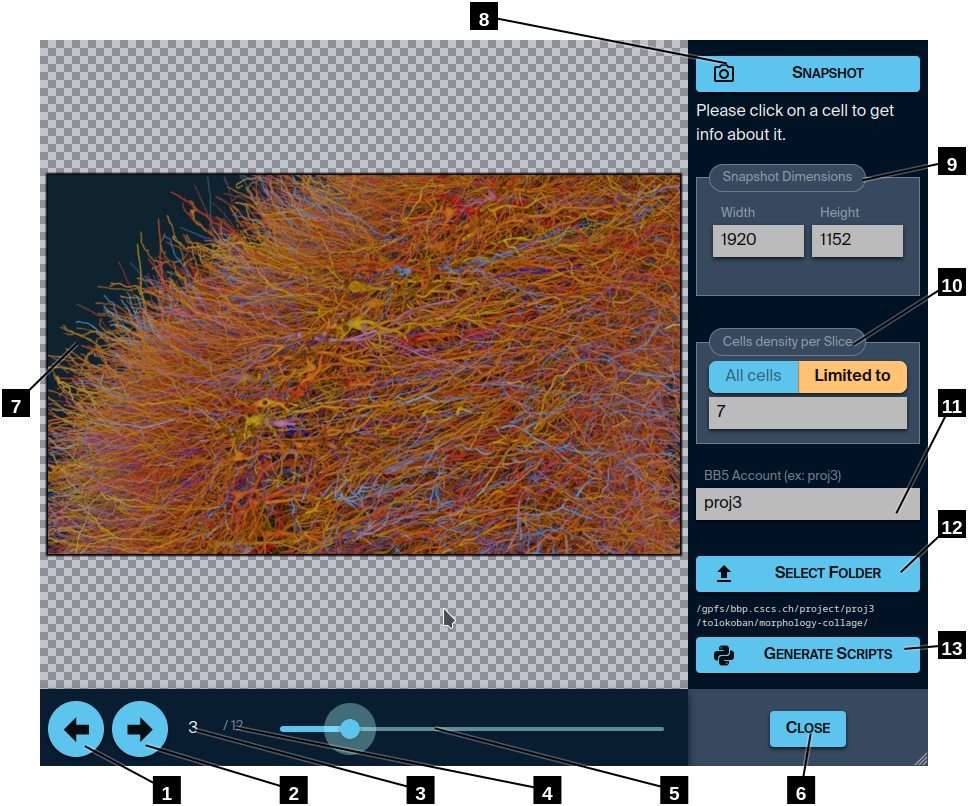 8
SNAPSHOT
Please click on a cell to get
info about it.
9
Snapshot Dimensions
Width Height
1920 1152
10
Cells density per Slice
All cells Limited to
7
7
11
BB5 Account (ex: proj3)
proj3
12
SELECT FOLDER
/gpfs/bbp.cscs.ch/project/proj3
/tolokoban/morphology-collage/
13
GENERATE SCRIPTS
3 /12
CLOSE
1 2 3 4 5 6